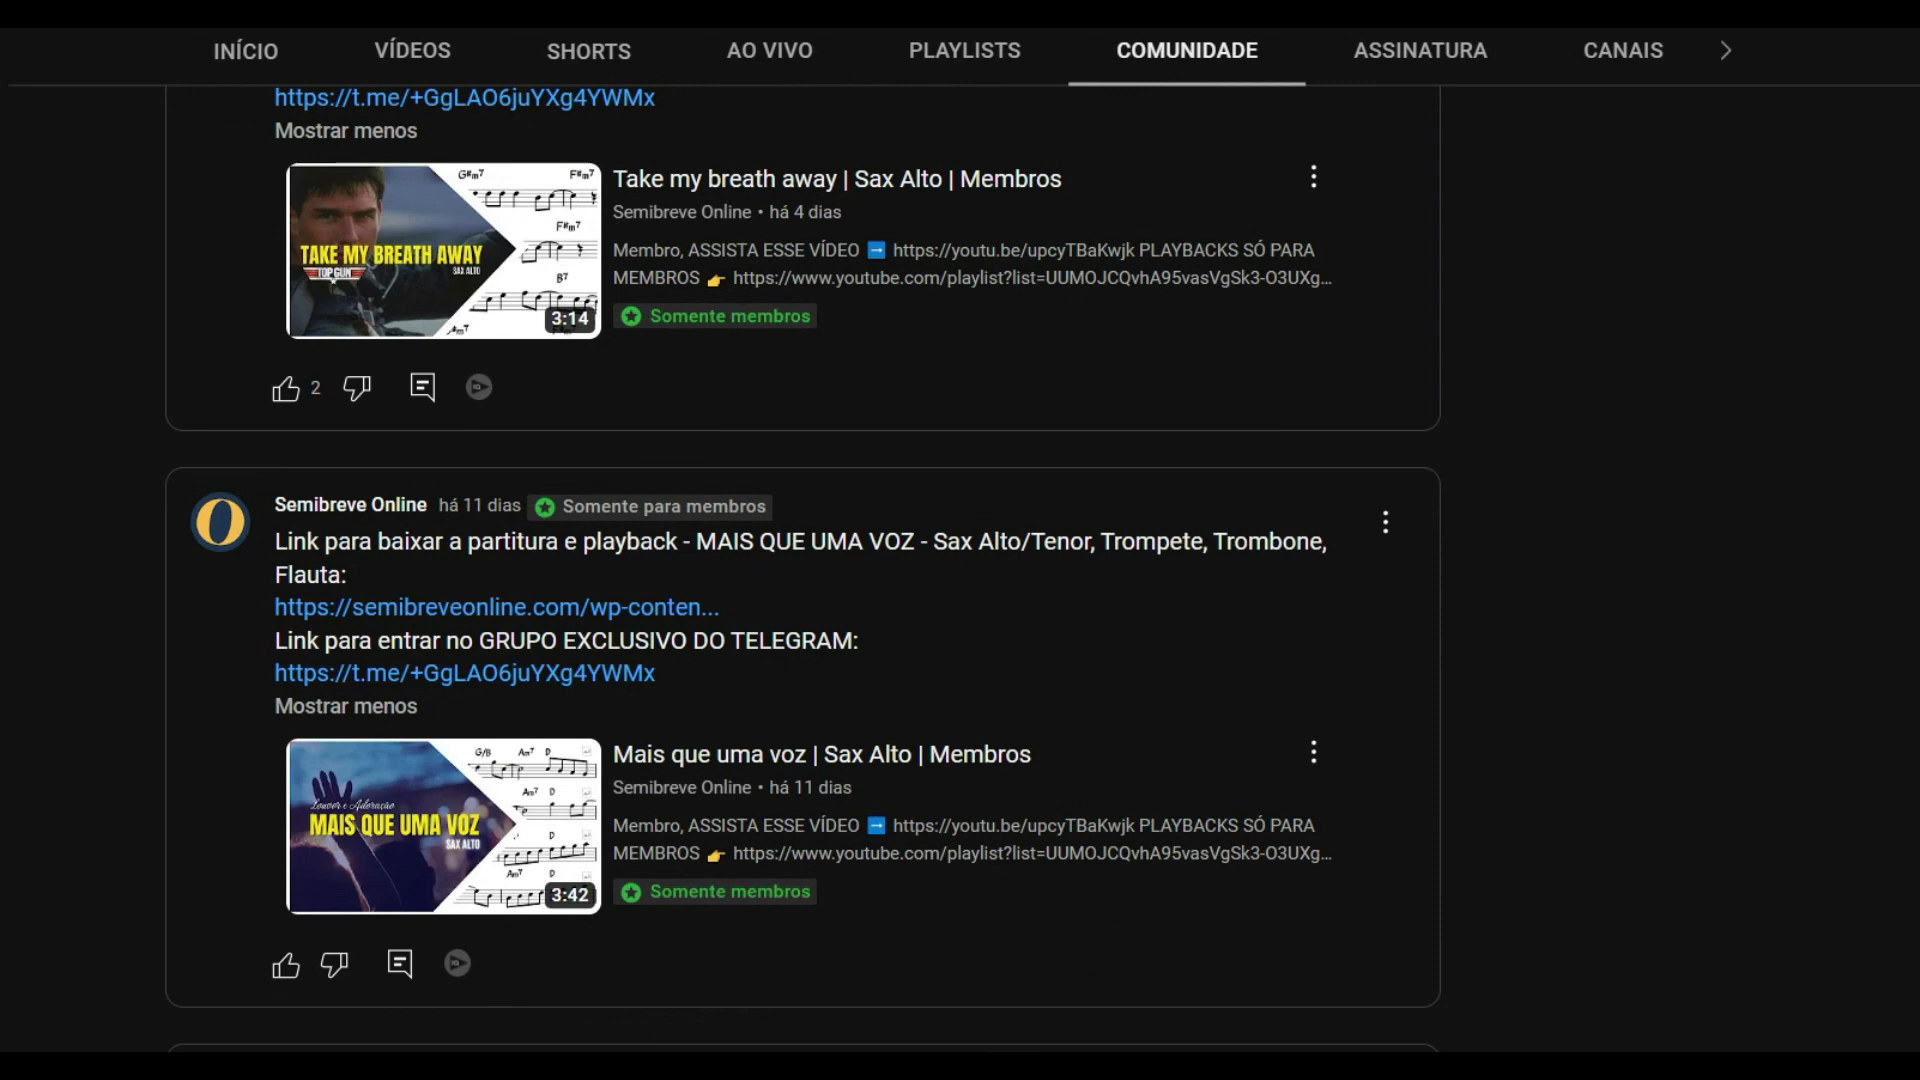 INÍCIO VÍDEOS SHORTS AO VIVO PLAYLISTS COMUNIDADE ASSINATURA CANAIS
https://t.me/+GgLAO6juYXg4YWMx
Mostrar menos
G#m7 F#m7
F#m7
B7
TAKE MY BREATH AWAY
SAX ALTO
TOP GUN
3:14
Take my breath away | Sax Alto | Membros
Semibreve Online • há 4 dias
Membro, ASSISTA ESSE VÍDEO ➡ https://youtu.be/upcyTBaKwjk PLAYBACKS SÓ PARA
MEMBROS 👉 https://www.youtube.com/playlist?list=UUMOJCQvhA95vasVgSk3-O3UXg...
Somente membros
2
Semibreve Online há 11 dias Somente para membros
Link para baixar a partitura e playback - MAIS QUE UMA VOZ - Sax Alto/Tenor, Trompete, Trombone,
Flauta:
https://semibreveonline.com/wp-conten...
Link para entrar no GRUPO EXCLUSIVO DO TELEGRAM:
https://t.me/+GgLAO6juYXg4YWMx
Mostrar menos
G/B Am7 D
Am7 D
D
Am7 D
Louvor e Adoração
MAIS QUE UMA VOZ
SAX ALTO
3:42
Mais que uma voz | Sax Alto | Membros
Semibreve Online • há 11 dias
Membro, ASSISTA ESSE VÍDEO ➡ https://youtu.be/upcyTBaKwjk PLAYBACKS SÓ PARA
MEMBROS 👉 https://www.youtube.com/playlist?list=UUMOJCQvhA95vasVgSk3-O3UXg...
Somente membros